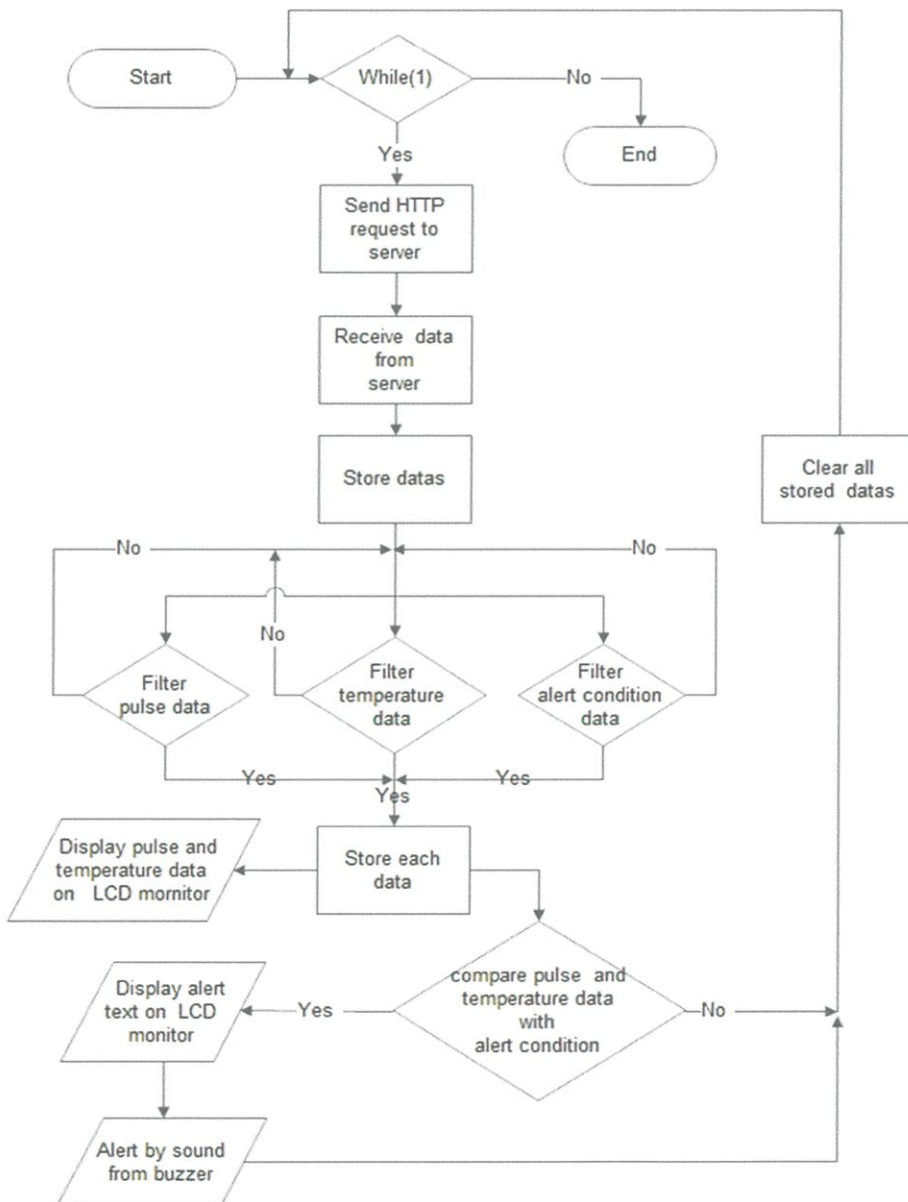 Start
While(1)
No
End
Yes
Send HTTP
request to
server
Receive data
from
server
Store datas
Clear all
stored datas
No
No
No
Filter
pulse data
Filter
temperature
data
Filter
alert condition
data
Yes
Yes
Yes
Display pulse and
temperature data
on LCD mornitor
Store each
data
compare pulse and
temperature data
with
alert condition
Display alert
text on LCD
monitor
Yes
No
Alert by sound
from buzzer